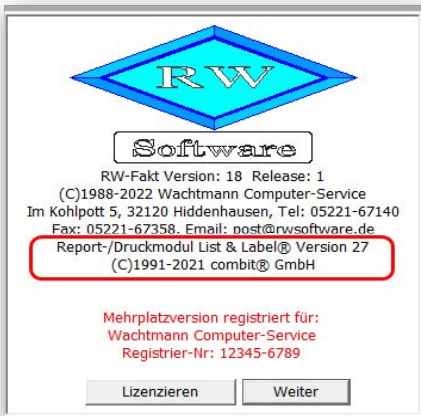 RW
Software
RW-Fakt Version: 18 Release: 1
(C)1988-2022 Wachtmann Computer-Service
Im Kohlpott 5, 32120 Hiddenhausen, Tel: 05221-67140
Fax: 05221-67358, Email: post@rwsoftware.de
Report-/Druckmodul List & Label® Version 27
(C)1991-2021 combit® GmbH
Mehrplatzversion registriert für:
Wachtmann Computer-Service
Registrier-Nr: 12345-6789
Lizenzieren Weiter